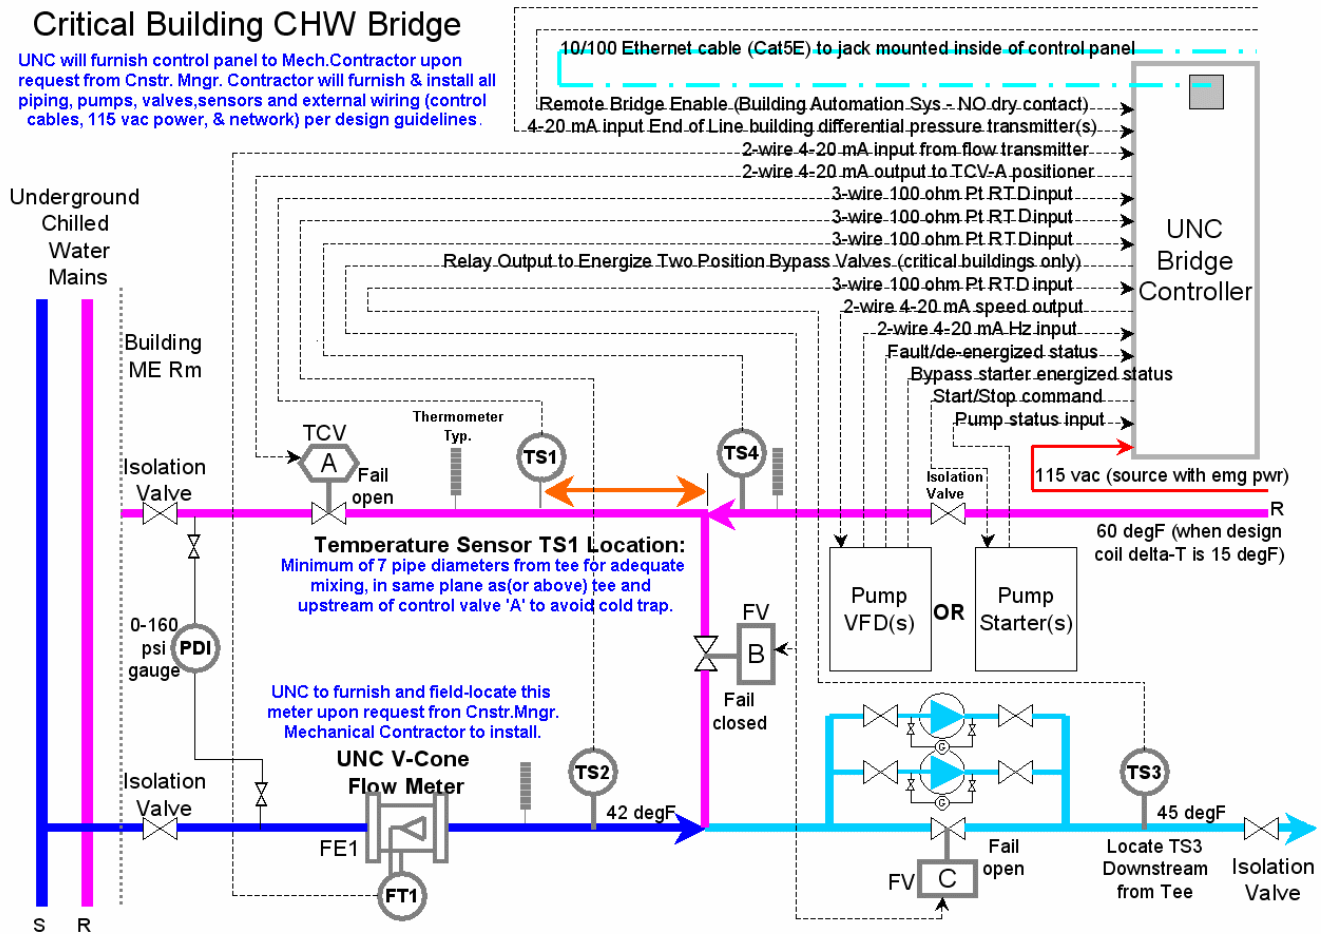 Critical Building CHW Bridge
UNC will furnish control panel to Mech.Contractor upon
request from Cnstr. Mngr. Contractor will furnish & install all
piping, pumps, valves,sensors and external wiring (control
cables, 115 vac power, & network) per design guidelines.
10/100 Ethernet cable (Cat5E) to jack mounted inside of control panel
Remote Bridge Enable (Building Automation Sys - NO dry contact)
4-20 mA input End of Line building differential pressure transmitter(s)
2-wire 4-20 mA input from flow transmitter
2-wire 4-20 mA output to TCV-A positioner
3-wire 100 ohm Pt RTD input
3-wire 100 ohm Pt RTD input
3-wire 100 ohm Pt RTD input
Relay Output to Energize Two Position Bypass Valves (critical buildings only)
3-wire 100 ohm Pt RTD input
2-wire 4-20 mA speed output
2-wire 4-20 mA Hz input
Fault/de-energized status
Bypass starter energized status
Start/Stop command
Pump status input
UNC
Bridge
Controller
115 vac (source with emg pwr)
Underground
Chilled
Water
Mains
Building
ME Rm
Isolation
Valve
TCV
A
Fail
open
Thermometer
Typ.
TS1
TS4
Isolation
Valve
R
60 degF (when design
coil delta-T is 15 degF)
Temperature Sensor TS1 Location:
Minimum of 7 pipe diameters from tee for adequate
mixing, in same plane as(or above) tee and
upstream of control valve 'A' to avoid cold trap.
0-160
psi
gauge
PDI
FV
B
Fail
closed
Pump
VFD(s)
OR
Pump
Starter(s)
UNC to furnish and field-locate this
meter upon request fron Cnstr.Mngr.
Mechanical Contractor to install.
UNC V-Cone
Flow Meter
Isolation
Valve
FE1
FT1
TS2
42 degF
G
G
TS3
45 degF
Fail
open
FV
C
Locate TS3
Downstream
from Tee
Isolation
Valve
S
R